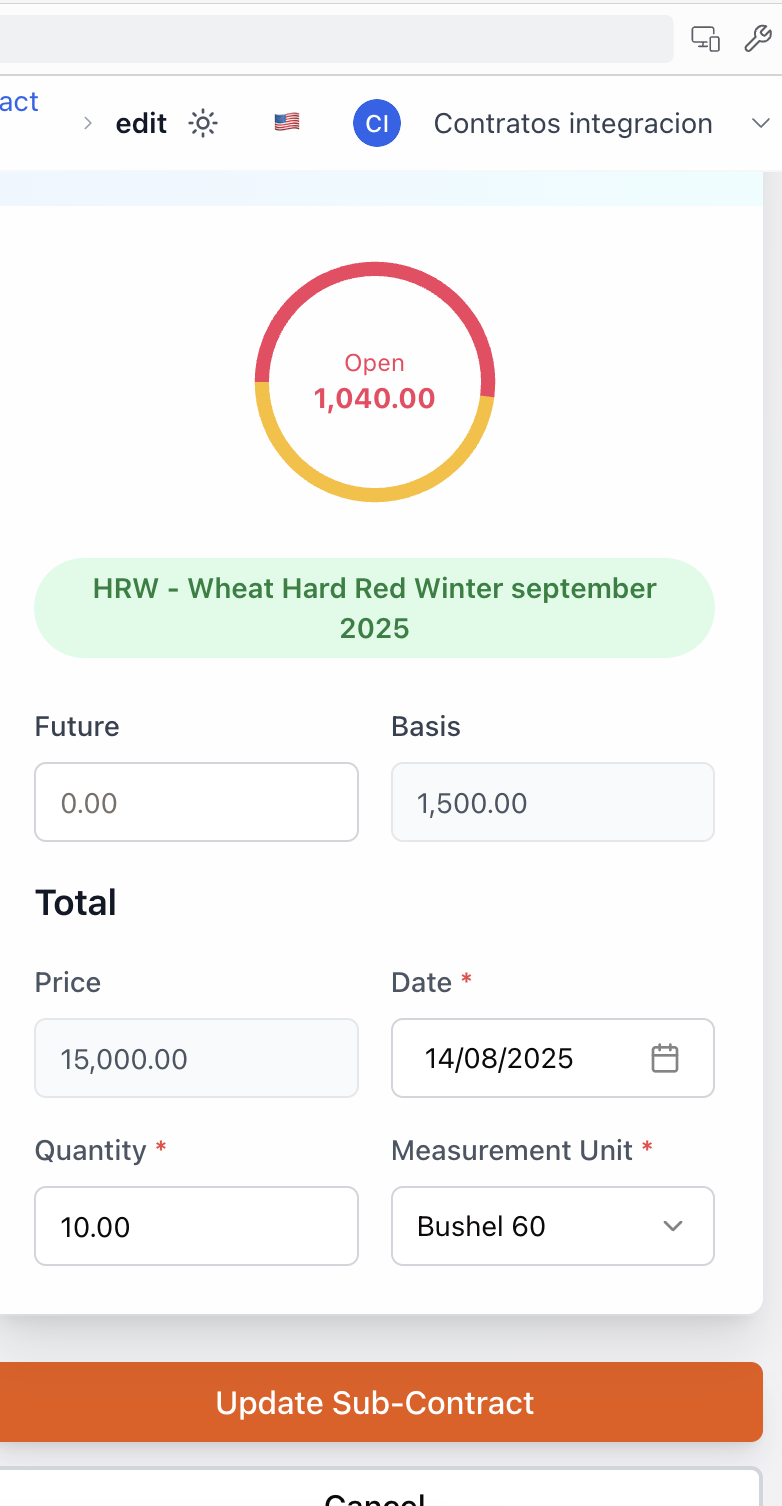 act
edit
CI
Contratos integracion
Open
1,040.00
HRW - Wheat Hard Red Winter september
2025
Future
Basis
0.00
1,500.00
Total
Price
Date *
15,000.00
14/08/2025
Quantity *
Measurement Unit *
10.00
Bushel 60
Update Sub-Contract
Cancel